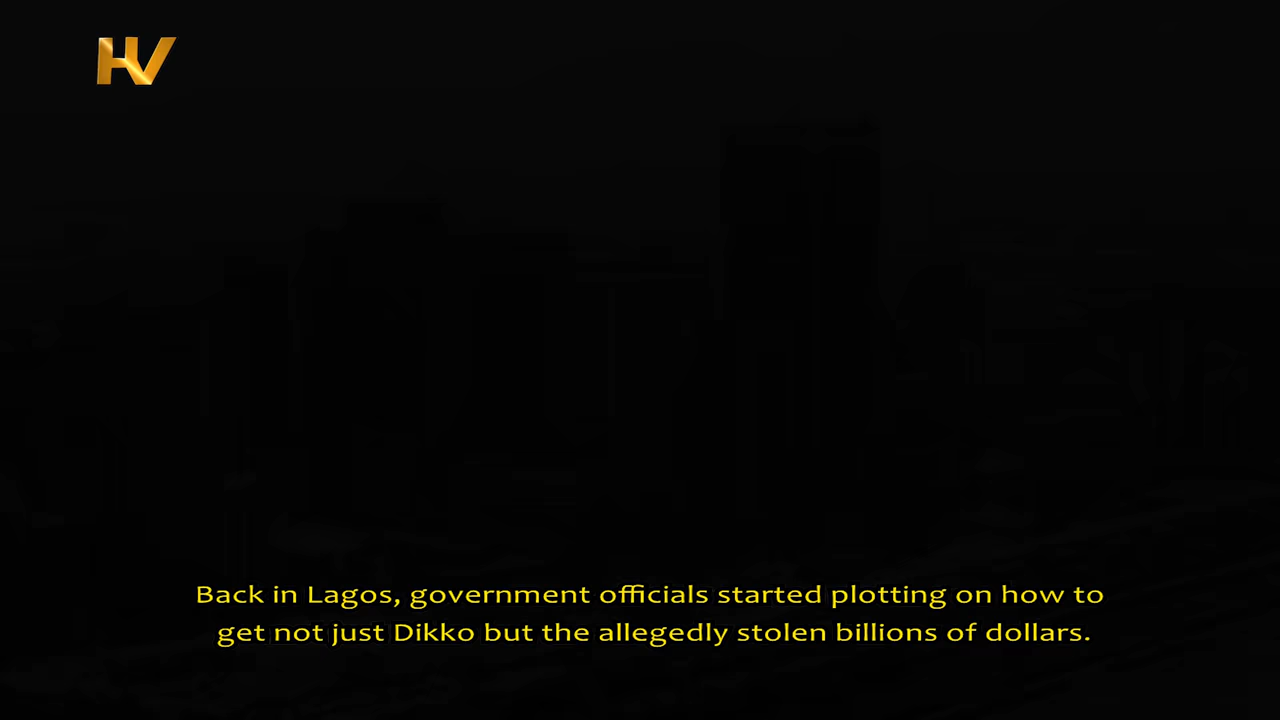 HV
Back in Lagos, government officials started plotting on how to
get not just Dikko but the allegedly stolen billions of dollars.